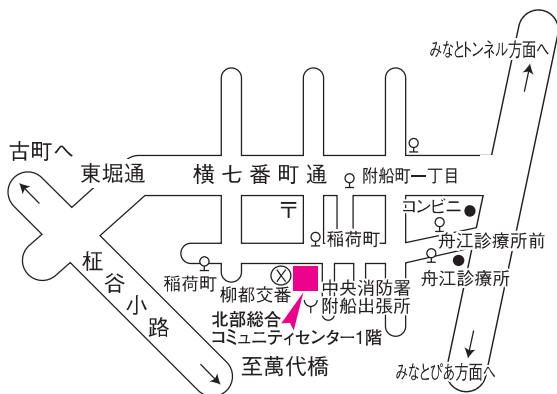 みなとトンネル方面へ
古町へ
東堀通
横七番町通
附船町一丁目
〒
コンビニ
稲荷町
舟江診療所前
柾谷小路
稲荷町
柳都交番
中央消防署
附船出張所
舟江診療所
北部総合
コミュニティセンター1階
至萬代橋
みなとぴあ方面へ